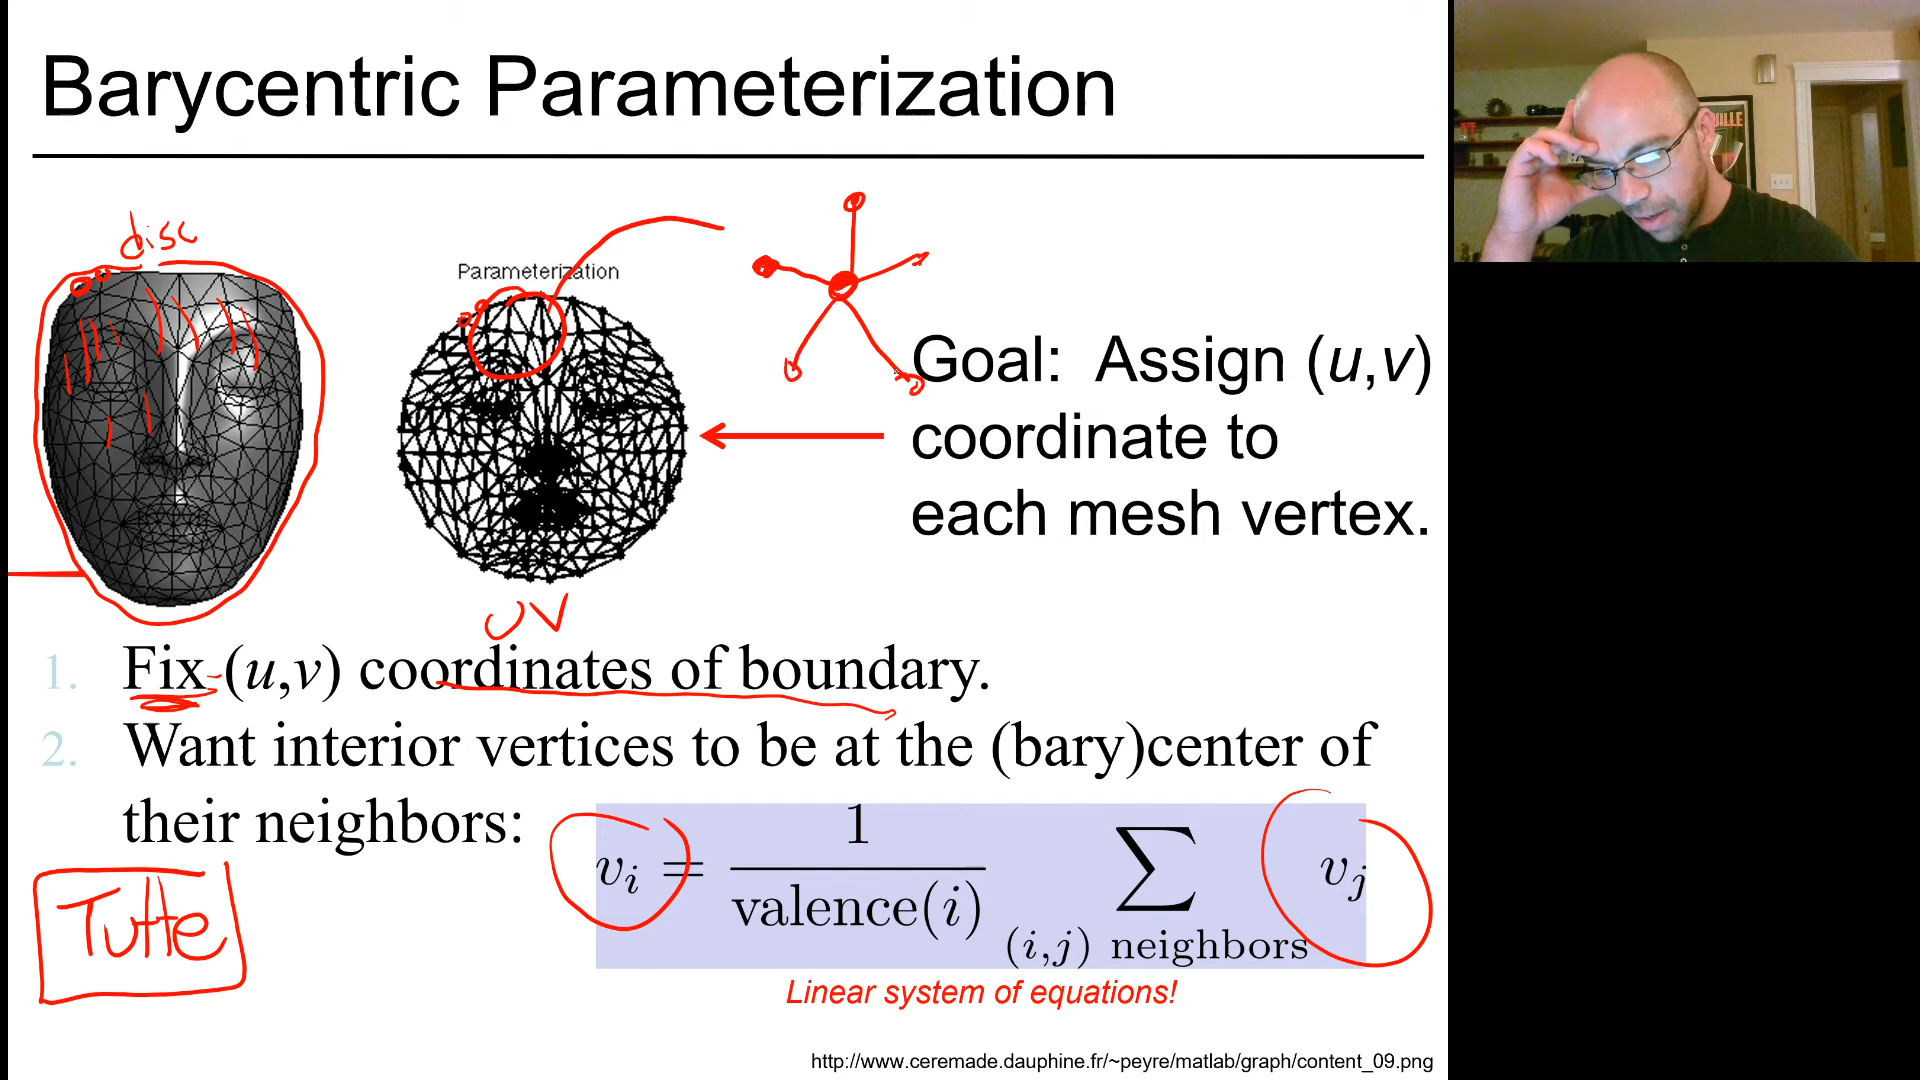 Barycentric Parameterization
disc
Parameterization
Goal: Assign (u,v)
coordinate to
each mesh vertex.
UV
1. Fix (u,v) coordinates of boundary.
2. Want interior vertices to be at the (bary)center of
their neighbors:
v_i = 1/valence(i) ∑_{(i,j) neighbors} v_j
Tutte
Linear system of equations!
http://www.ceremade.dauphine.fr/~peyre/matlab/graph/content_09.png